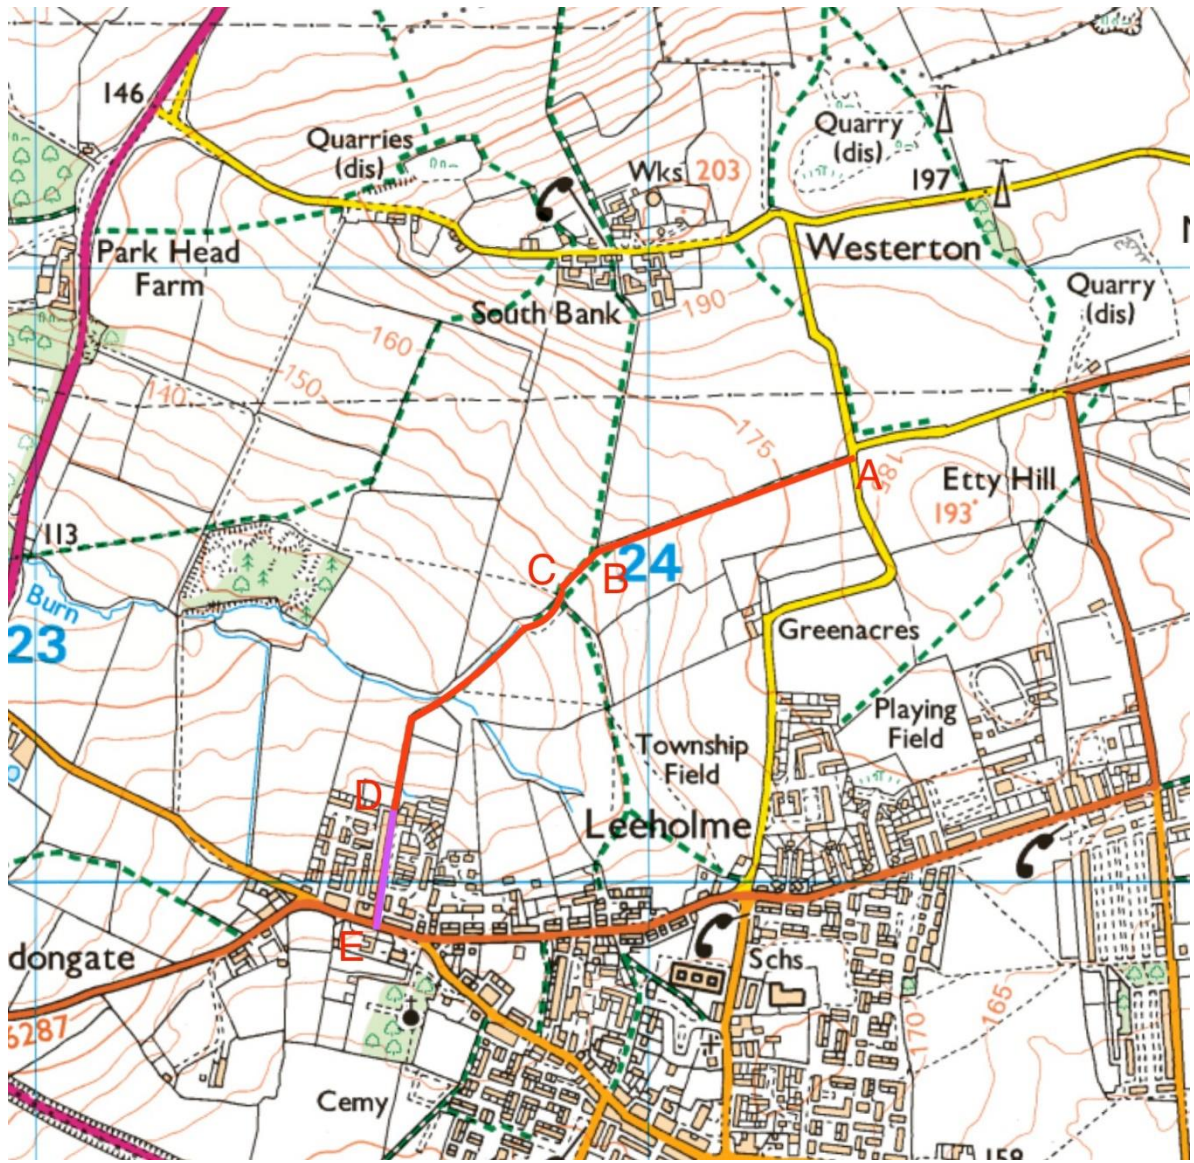 146
Quarries
(dis)
Quarry
(dis)
Wks
203
197
Park Head
Farm
Westerton
Quarry
(dis)
South Bank
190
160
150
140
175
185
A
Etty Hill
193
113
C
B
24
Burn
23
Greenacres
Playing
Field
Township
Field
D
Leeholme
E
dongate
Schs
6287
165
170
Cemy
158